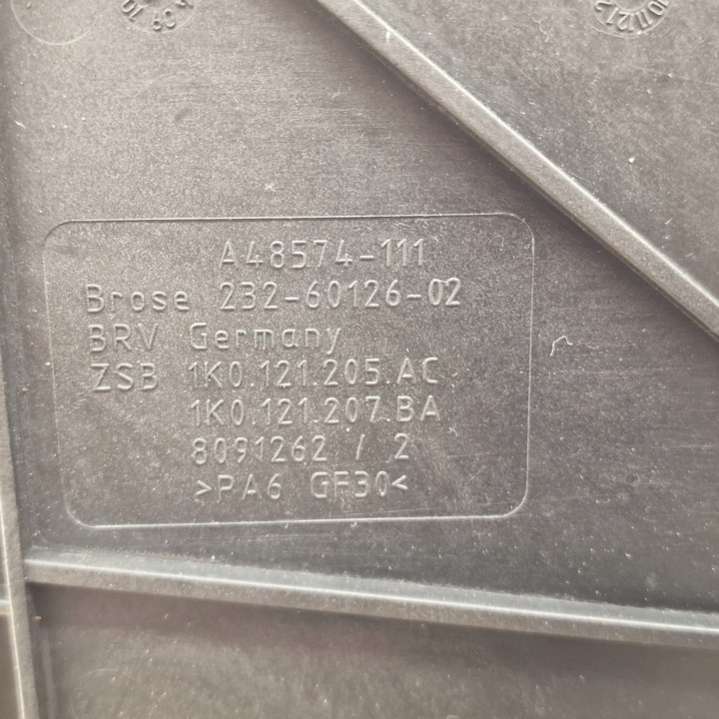 A48574-111
Brose 232-60126-02
BRV Germany
ZSB 1K0.121.205.AC
1K0.121.207.BA
8091262 / 2
>PA6 GF30<